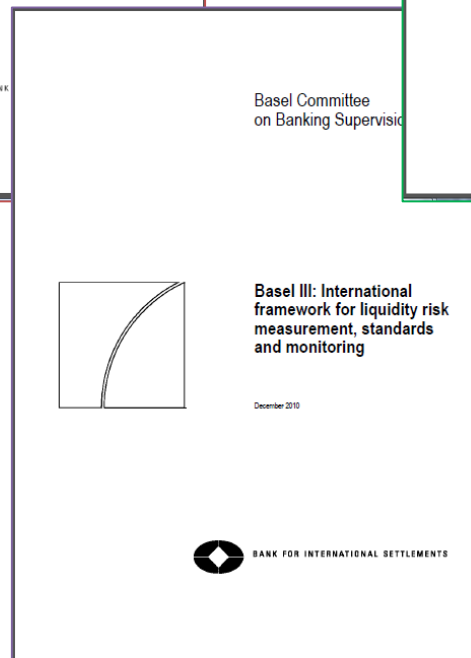 NK
Basel Committee
on Banking Supervisio
Basel III: International
framework for liquidity risk
measurement, standards
and monitoring
December 2010
BANK FOR INTERNATIONAL SETTLEMENTS